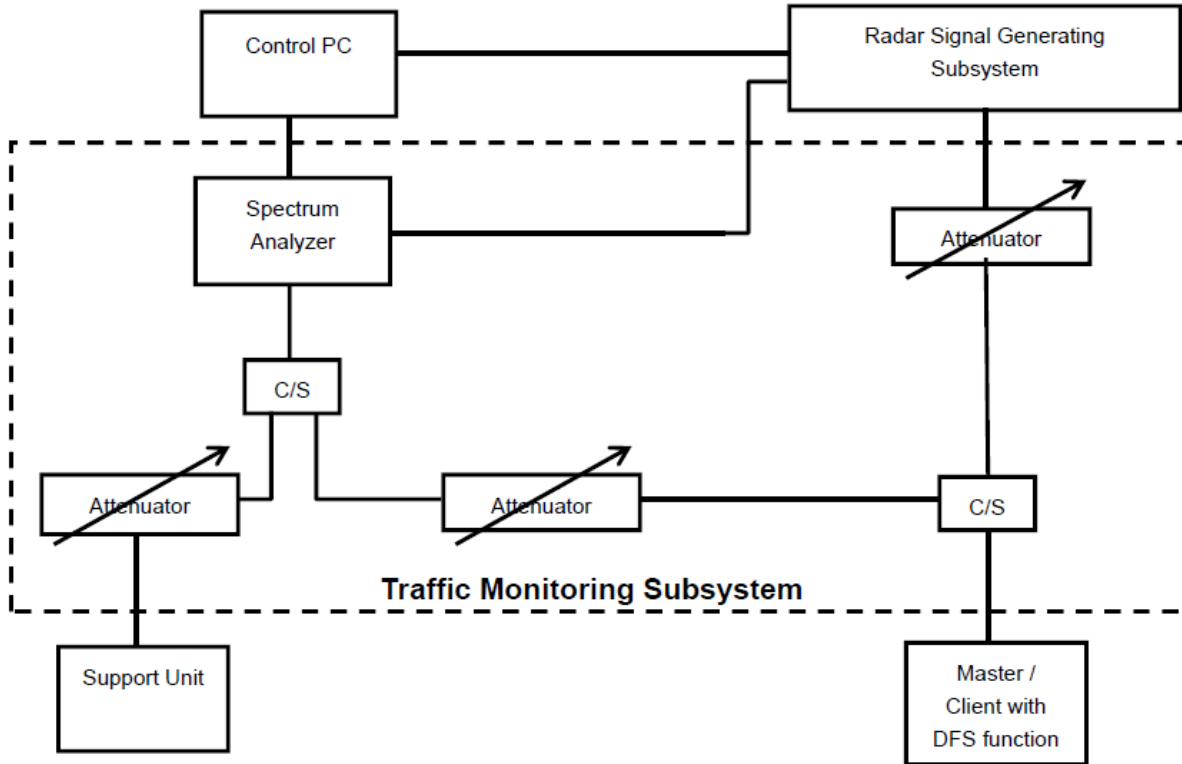 Control PC
Radar Signal Generating
Subsystem
Spectrum
Analyzer
Attenuator
C/S
Attenuator
Attenuator
C/S
Traffic Monitoring Subsystem
Support Unit
Master /
Client with
DFS function